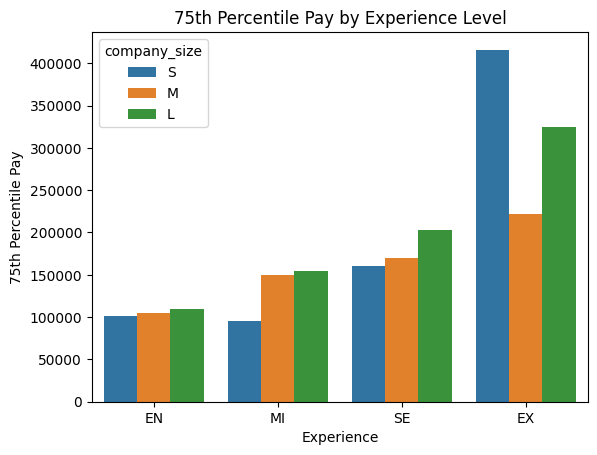 75th Percentile Pay by Experience Level
company_size
S
M
L
75th Percentile Pay
400000
350000
300000
250000
200000
150000
100000
50000
0
EN MI SE EX
Experience